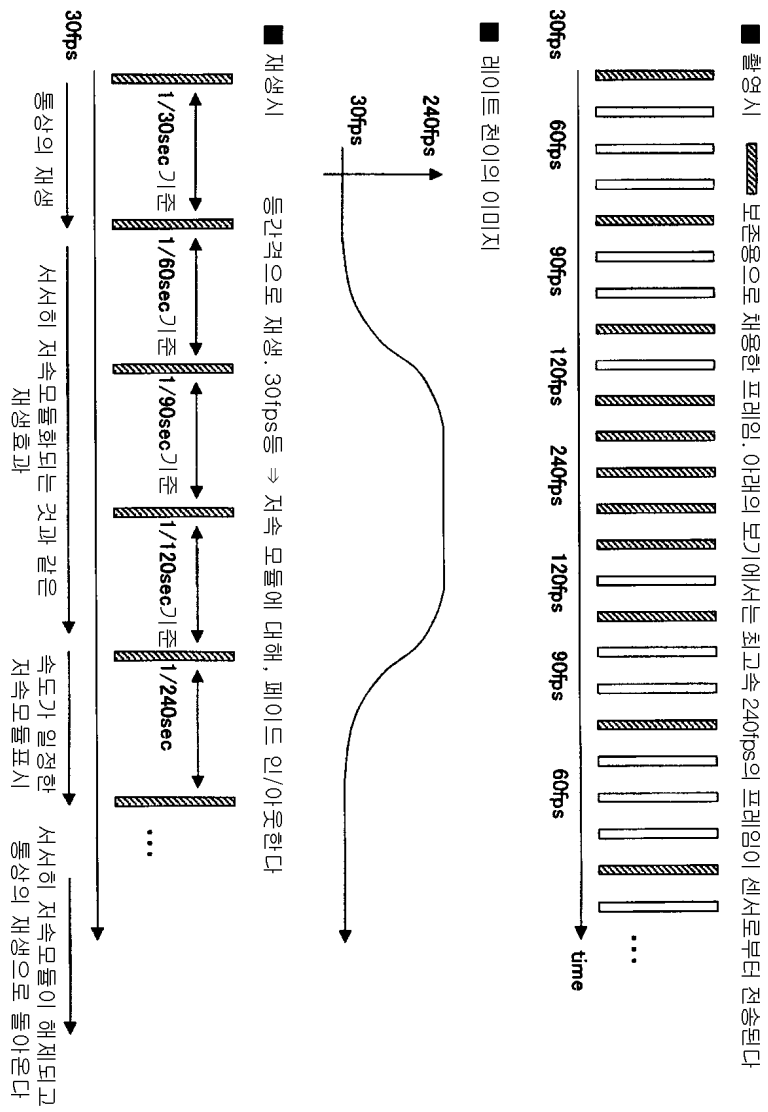 ■ 촬영시 보존용으로 채용한 프레임. 아래의 보기에서는 최고속 240fps의 프레임이 센서로부터 전송된다
...
30fps 60fps 90fps 120fps 240fps 120fps 90fps 60fps time
■ 레이트 천이의 이미지
240fps
30fps
■ 재생시 등간격으로 재생. 30fps등 ⇒ 저속 모듈에 대해, 페이드 인/아웃한다
1/30sec기준 1/60sec기준 1/90sec기준 1/120sec기준 1/240sec ...
30fps
통상의 재생
서서히 저속모듈화되는 것과 같은
재생효과
속도가 일정한
저속모듈표시
서서히 저속모듈이 해제되고
통상의 재생으로 돌아온다